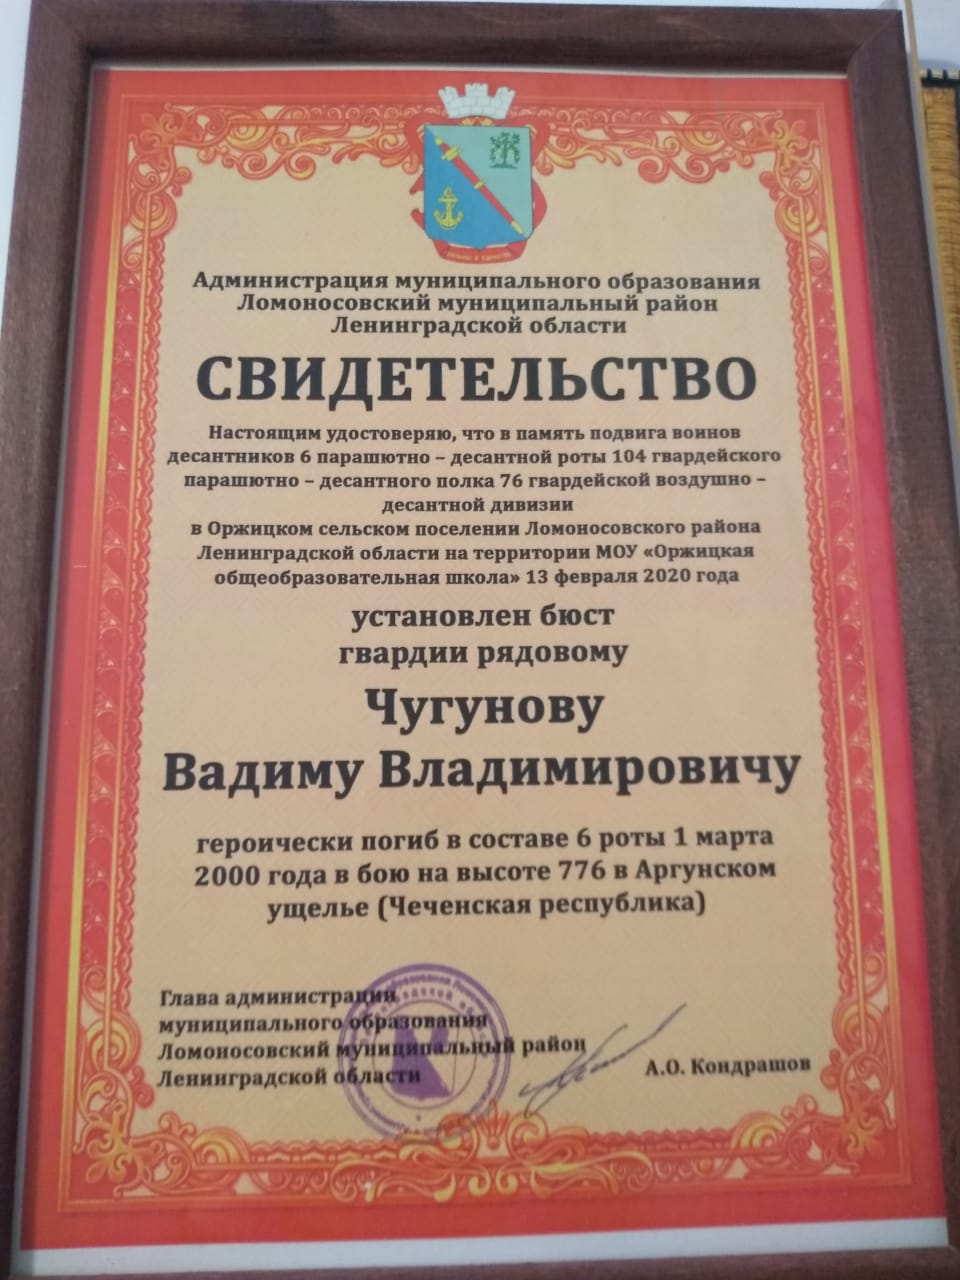 Администрация муниципального образования
Ломоносовский муниципальный район
Ленинградской области
СВИДЕТЕЛЬСТВО
Настоящим удостоверяю, что в память подвига воинов
десантников 6 парашютно – десантной роты 104 гвардейского
парашютно – десантного полка 76 гвардейской воздушно –
десантной дивизии
в Оржицком сельском поселении Ломоносовского района
Ленинградской области на территории МОУ «Оржицкая
общеобразовательная школа» 13 февраля 2020 года
установлен бюст
гвардии рядовому
Чугунову
Вадиму Владимировичу
героически погиб в составе 6 роты 1 марта
2000 года в бою на высоте 776 в Аргунском
ущелье (Чеченская республика)
Глава администрации
муниципального образования
Ломоносовский муниципальный район
Ленинградской области
А.О. Кондрашов